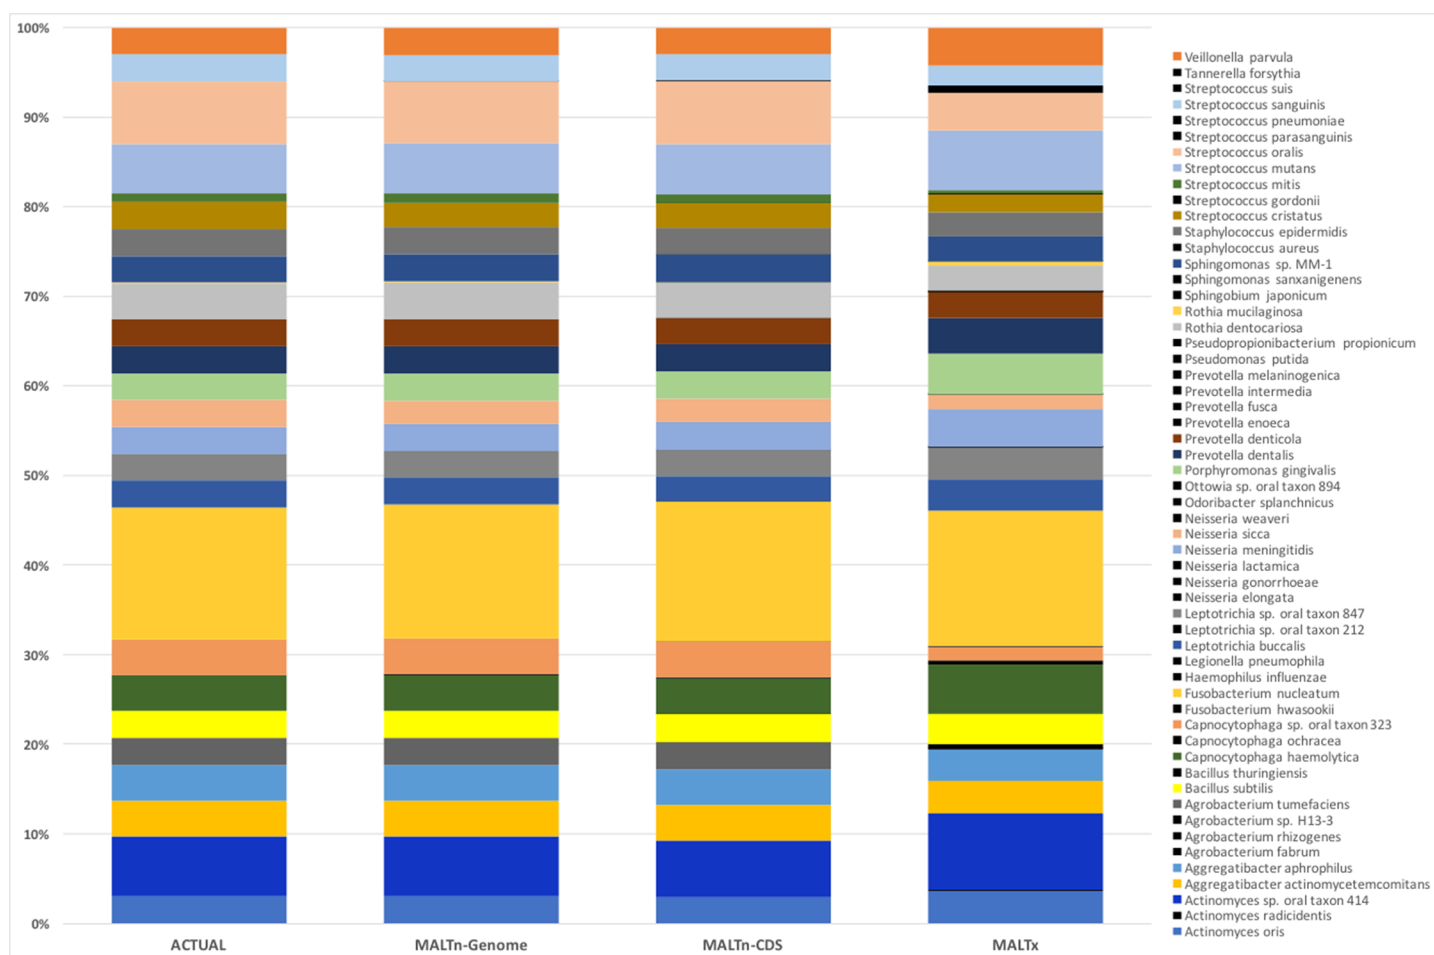 100%
90%
80%
70%
60%
50%
40%
30%
20%
10%
0%
ACTUAL
MALTn-Genome
MALTn-CDS
MALTx
Veillonella parvula
Tannerella forsythia
Streptococcus suis
Streptococcus sanguinis
Streptococcus pneumoniae
Streptococcus parasanguinis
Streptococcus oralis
Streptococcus mutans
Streptococcus mitis
Streptococcus gordonii
Streptococcus cristatus
Staphylococcus epidermidis
Staphylococcus aureus
Sphingomonas sp. MM-1
Sphingomonas sanxanigenens
Sphingobium japonicum
Rothia mucilaginosa
Rothia dentocariosa
Pseudopropionibacterium propionicum
Pseudomonas putida
Prevotella melaninogenica
Prevotella intermedia
Prevotella fusca
Prevotella enoeca
Prevotella denticola
Prevotella dentalis
Porphyromonas gingivalis
Ottowia sp. oral taxon 894
Odoribacter splanchnicus
Neisseria weaveri
Neisseria sicca
Neisseria meningitidis
Neisseria lactamica
Neisseria gonorrhoeae
Neisseria elongata
Leptotrichia sp. oral taxon 847
Leptotrichia sp. oral taxon 212
Leptotrichia buccalis
Legionella pneumophila
Haemophilus influenzae
Fusobacterium nucleatum
Fusobacterium hwasookii
Capnocytophaga sp. oral taxon 323
Capnocytophaga ochracea
Capnocytophaga haemolytica
Bacillus thuringiensis
Bacillus subtilis
Agrobacterium tumefaciens
Agrobacterium sp. H13-3
Agrobacterium rhizogenes
Agrobacterium fabrum
Aggregatibacter aphrophilus
Aggregatibacter actinomycetemcomitans
Actinomyces sp. oral taxon 414
Actinomyces radicidentis
Actinomyces oris